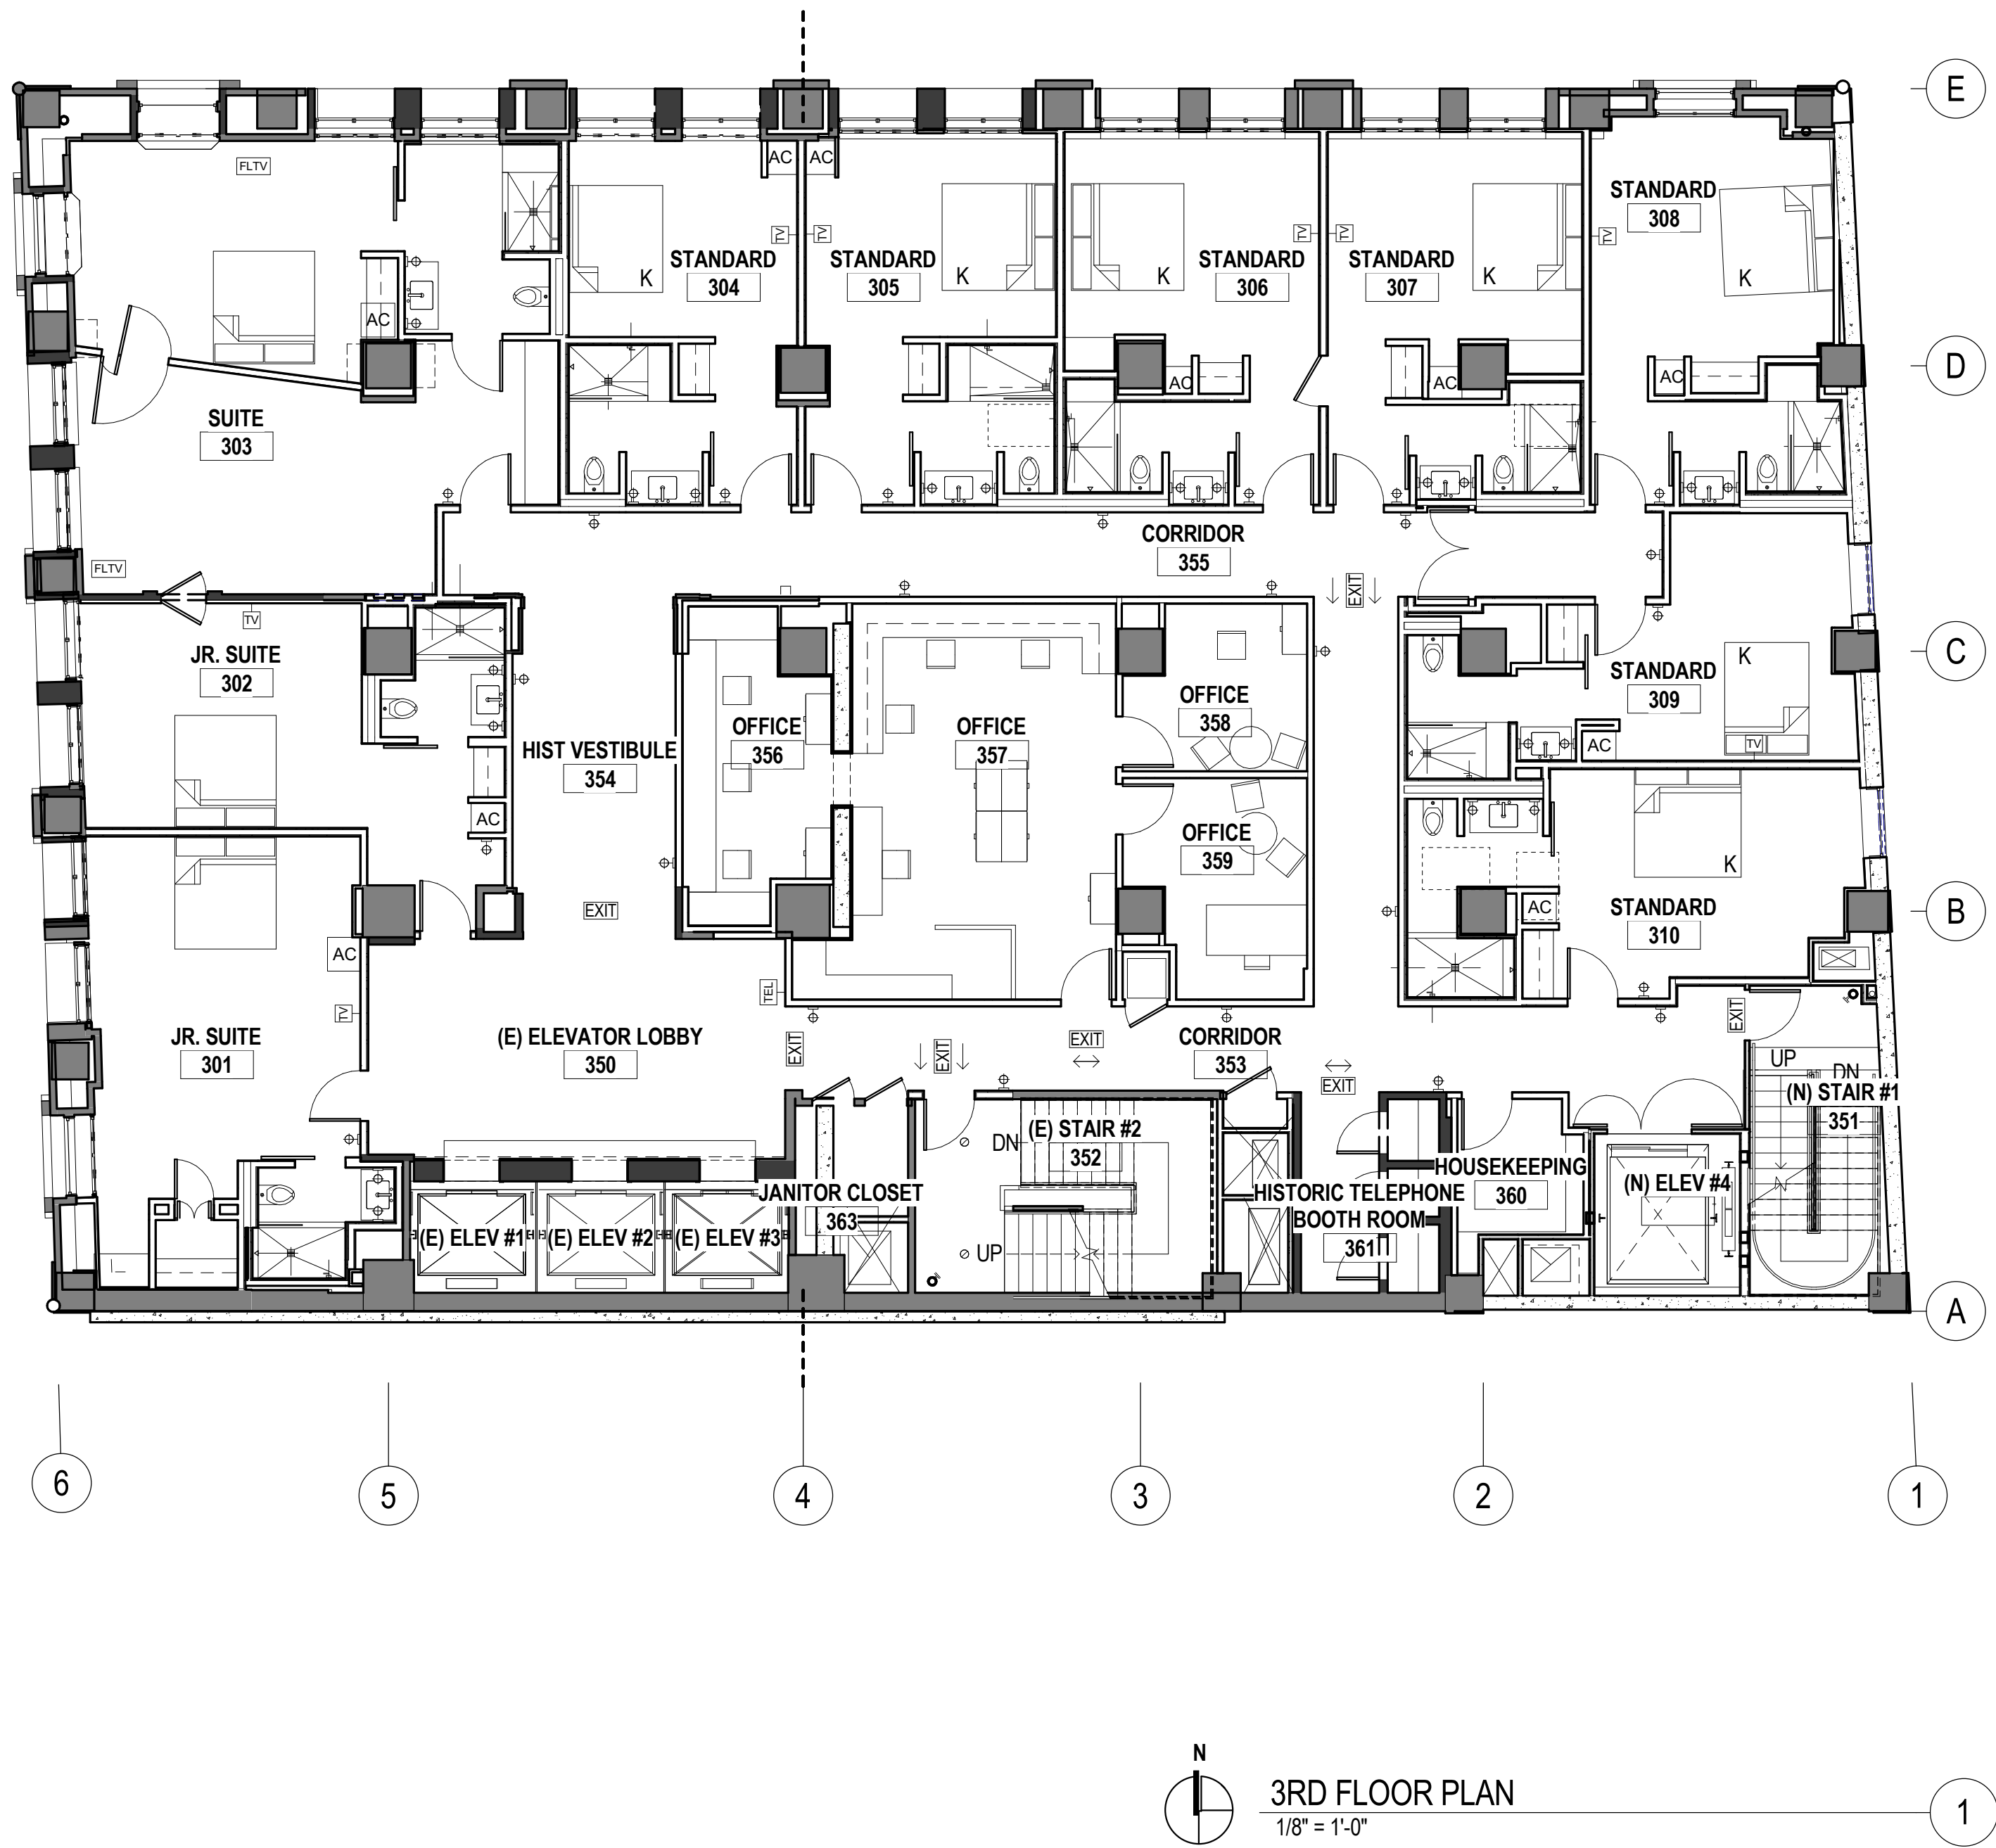 E
FLTV
AC
AC
STANDARD
304
K
TV
TV
STANDARD
305
K
K
STANDARD
306
TV
TV
STANDARD
307
K
TV
STANDARD
308
K
AC
AC
AC
AC
D
SUITE
303
FLTV
CORRIDOR
355
EXIT
TV
JR. SUITE
302
AC
HIST VESTIBULE
354
EXIT
OFFICE
356
OFFICE
357
OFFICE
358
OFFICE
359
C
STANDARD
309
K
TV
AC
STANDARD
310
K
AC
B
AC
TV
JR. SUITE
301
(E) ELEVATOR LOBBY
350
TEL
EXIT
EXIT
EXIT
CORRIDOR
353
EXIT
EXIT
UP
DN
(N) STAIR #1
351
DN
(E) STAIR #2
352
UP
(E) ELEV #1
(E) ELEV #2
(E) ELEV #3
JANITOR CLOSET
363
HISTORIC TELEPHONE
BOOTH ROOM
361
HOUSEKEEPING
360
(N) ELEV #4
A
6
5
4
3
2
1
N
3RD FLOOR PLAN
1/8" = 1'-0"
1